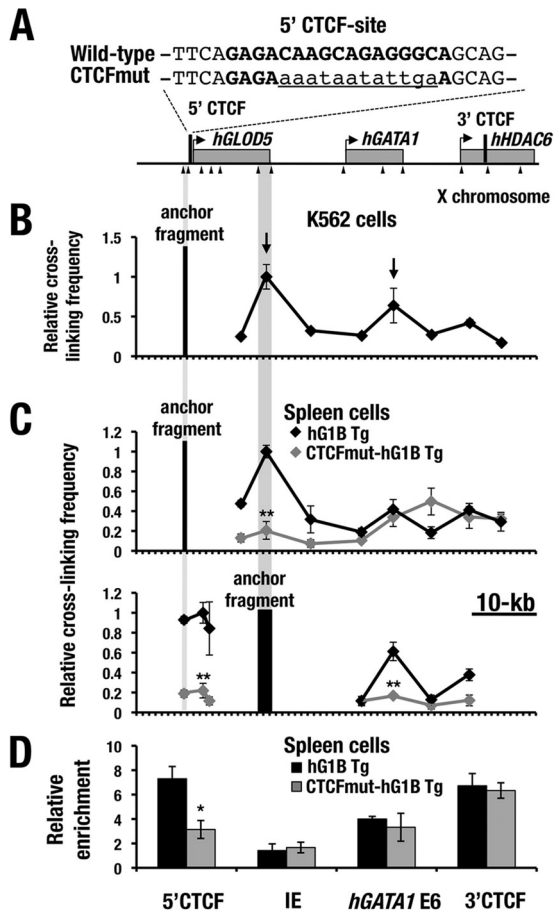 A
5’ CTCF-site
Wild-type –TTCAGAGACAAGCAGAGGGCAGCAG–
CTCFmut –TTCAGAGAaaataatattgaAGCAG–
5’ CTCF
3’ CTCF
hGLOD5
hGATA1
hHDAC6
X chromosome
B
anchor
fragment
K562 cells
Relative cross-
linking frequency
1.5
1
0.5
0
C
anchor
fragment
Spleen cells
hG1B Tg
CTCFmut-hG1B Tg
Relative cross-linking frequency
1.2
1
0.8
0.6
0.4
0.2
0
**
anchor
fragment
10-kb
1.2
1
0.8
0.6
0.4
0.2
0
**
**
D
Spleen cells
hG1B Tg
CTCFmut-hG1B Tg
Relative
enrichment
10
8
6
4
2
0
*
5’CTCF
IE
hGATA1 E6
3’CTCF